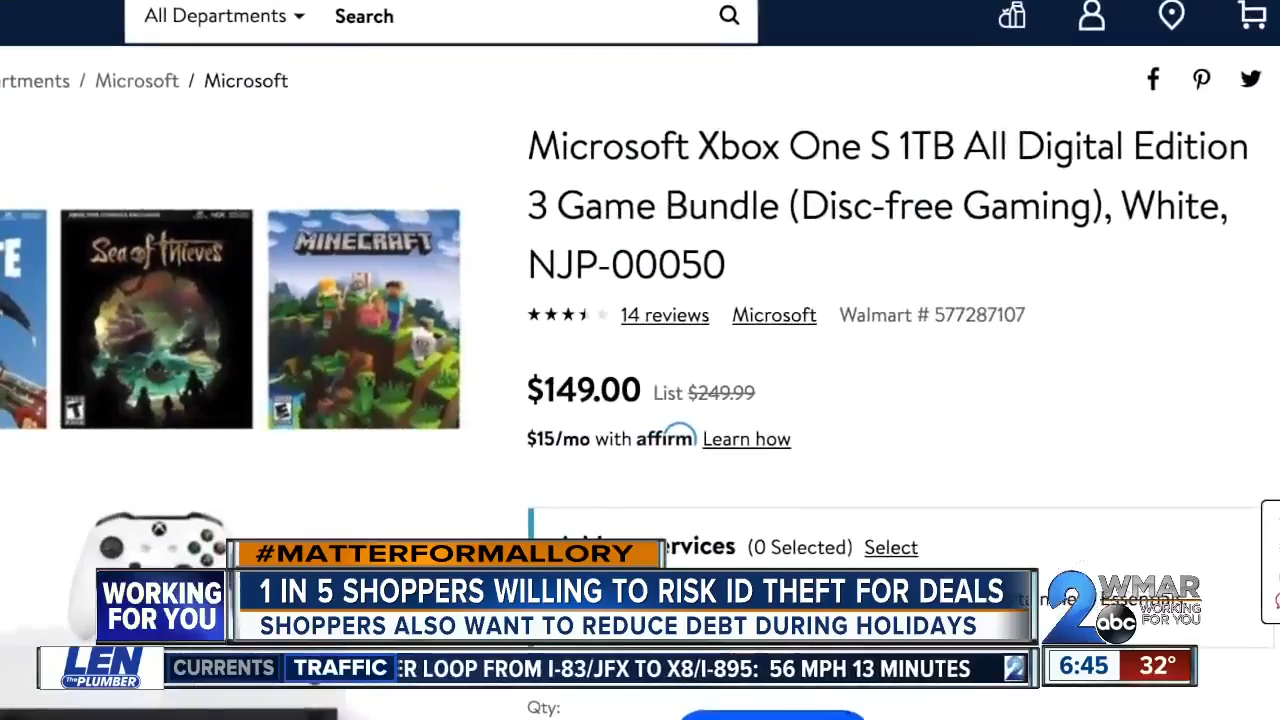 All Departments
Search
rtments / Microsoft / Microsoft
Microsoft Xbox One S 1TB All Digital Edition
3 Game Bundle (Disc-free Gaming), White,
NJP-00050
14 reviews
Microsoft
Walmart # 577287107
TE
Sea of Thieves
MINECRAFT
T
E
$149.00 List $249.99
$15/mo with affirm Learn how
rvices (0 Selected) Select
#MATTERFORMALLORY
WORKING
FOR YOU
1 IN 5 SHOPPERS WILLING TO RISK ID THEFT FOR DEALS
SHOPPERS ALSO WANT TO REDUCE DEBT DURING HOLIDAYS
2 WMAR
abc
WORKING
FOR YOU
LEN
The PLUMBER
CURRENTS
TRAFFIC
ER LOOP FROM I-83/JFX TO X8/I-895: 56 MPH 13 MINUTES
2
6:45
32°
Qty: